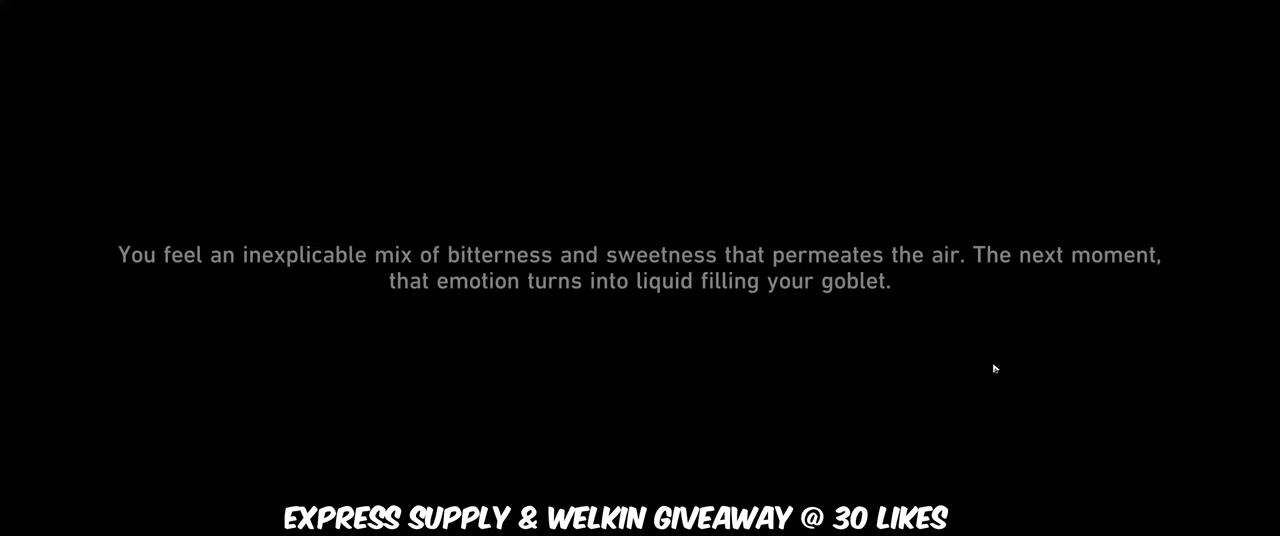 You feel an inexplicable mix of bitterness and sweetness that permeates the air. The next moment,
that emotion turns into liquid filling your goblet.
EXPRESS SUPPLY & WELKIN GIVEAWAY @ 30 LIKES